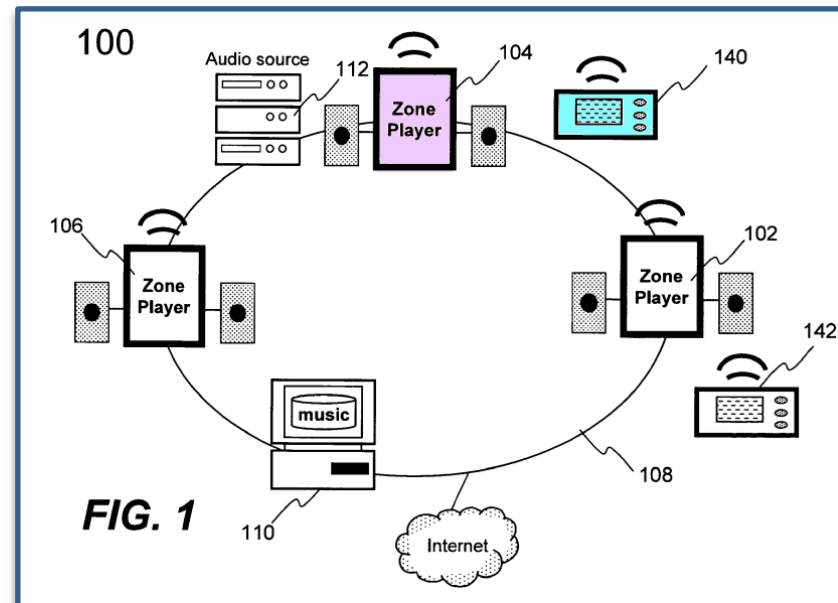 100
Audio source
112
104
140
Zone
Player
106
Zone
Player
102
Zone
Player
142
music
108
FIG. 1
110
Internet